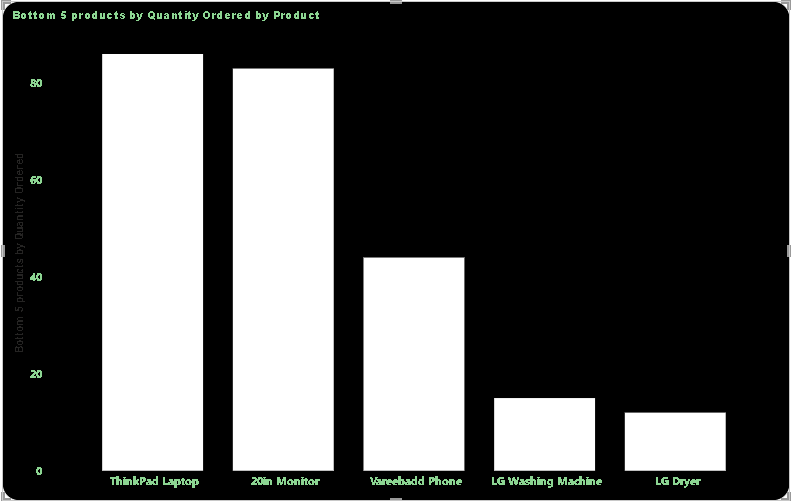 Bottom 5 products by Quantity Ordered by Product
Bottom 5 products by Quantity Ordered
80
60
40
20
0
ThinkPad Laptop
20in Monitor
Vareebadd Phone
LG Washing Machine
LG Dryer